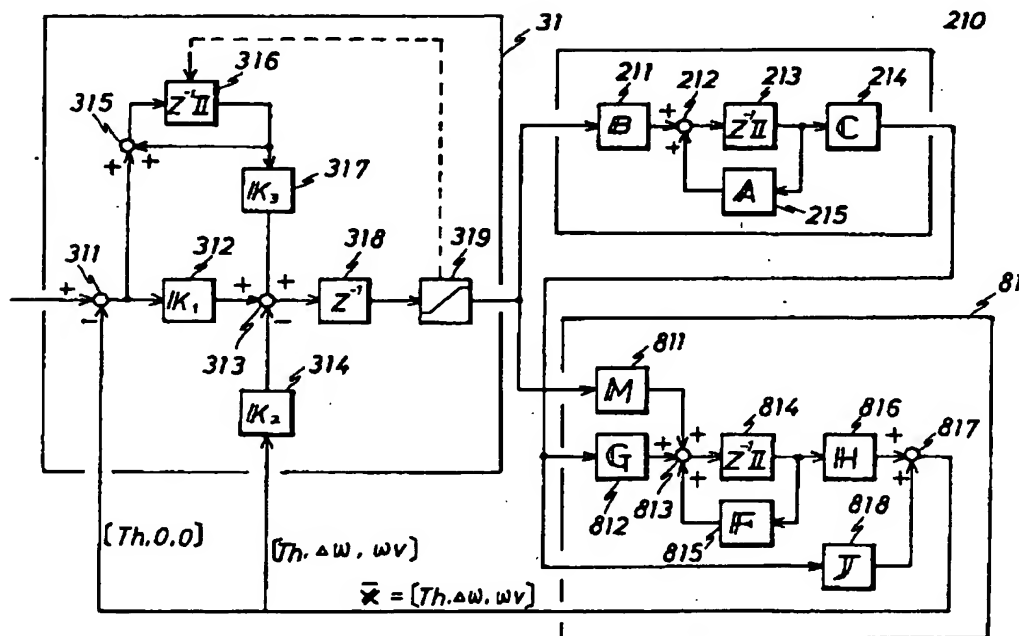 31
210
316
Z⁻¹𝕀
315
+
+
317
𝕂₃
311
312
318
319
+
−
𝕂₁
+
+
−
Z⁻¹
313
314
𝕂₂
211
212
213
214
𝔹
+
+
Z⁻¹𝕀
ℂ
𝔸
215
81
811
𝕄
812
𝔾
+
+
+
813
814
Z⁻¹𝕀
815
𝔽
816
ℍ
+
+
817
818
𝕁
[Th,0,0]
[Th, Δω, ωv]
x̄ = [Th, Δω, ωv]